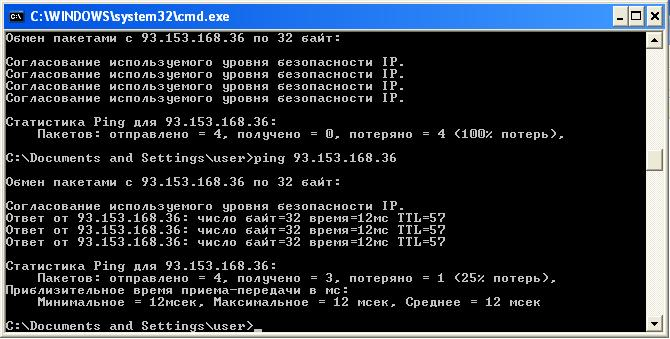 C:\WINDOWS\system32\cmd.exe
Обмен пакетами с 93.153.168.36 по 32 байт:
Согласование используемого уровня безопасности IP.
Согласование используемого уровня безопасности IP.
Согласование используемого уровня безопасности IP.
Согласование используемого уровня безопасности IP.
Статистика Ping для 93.153.168.36:
Пакетов: отправлено = 4, получено = 0, потеряно = 4 (100% потерь),
C:\Documents and Settings\user>ping 93.153.168.36
Обмен пакетами с 93.153.168.36 по 32 байт:
Согласование используемого уровня безопасности IP.
Ответ от 93.153.168.36: число байт=32 время=12мс TTL=57
Ответ от 93.153.168.36: число байт=32 время=12мс TTL=57
Ответ от 93.153.168.36: число байт=32 время=12мс TTL=57
Статистика Ping для 93.153.168.36:
Пакетов: отправлено = 4, получено = 3, потеряно = 1 (25% потерь),
Приблизительное время приема-передачи в мс:
Минимальное = 12мсек, Максимальное = 12 мсек, Среднее = 12 мсек
C:\Documents and Settings\user>_